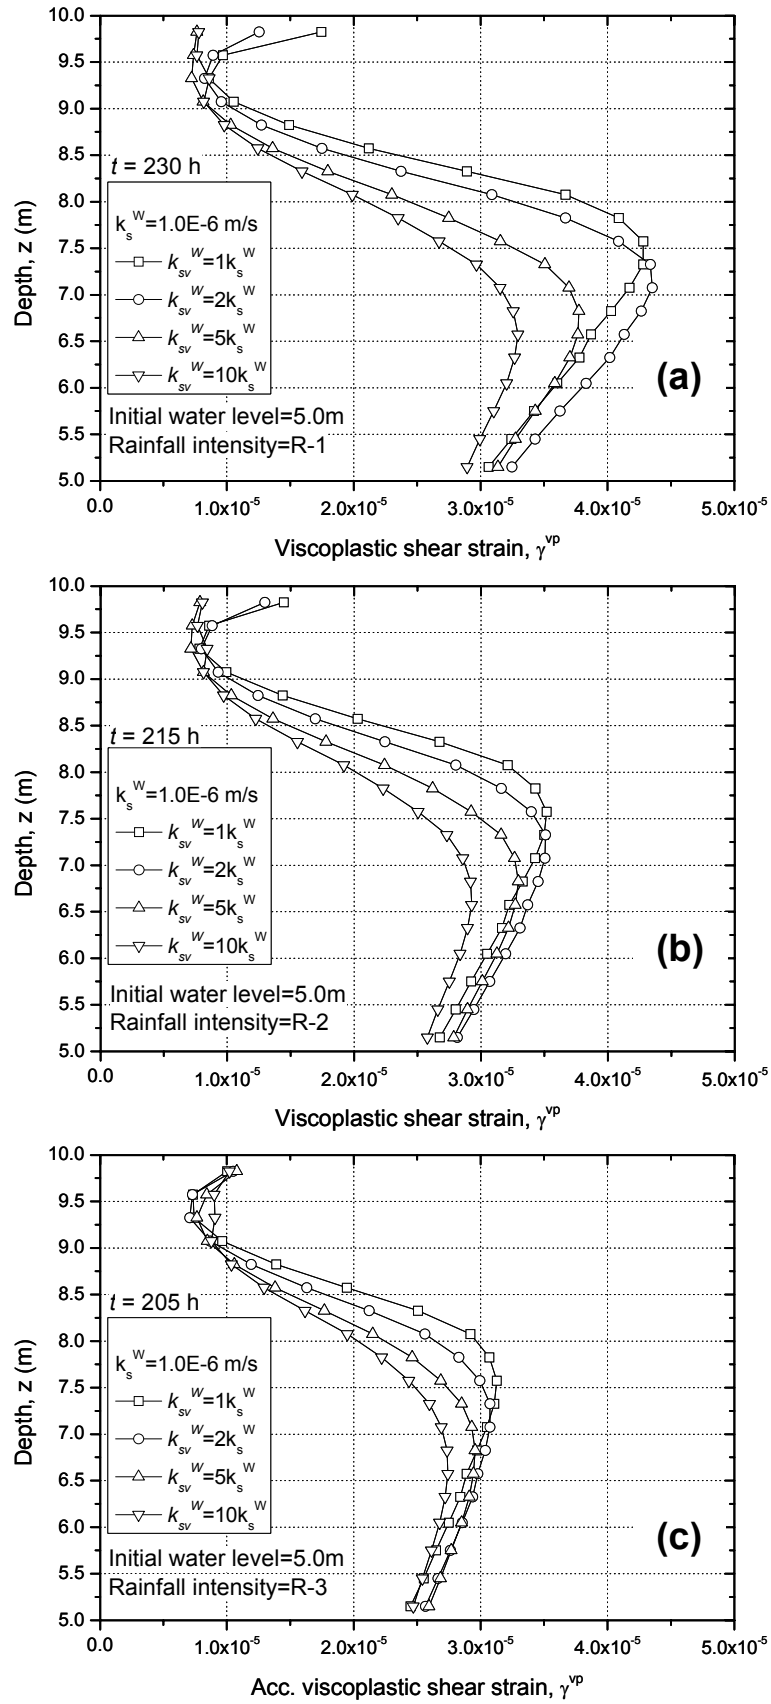 10.0
9.5
9.0
8.5
8.0
7.5
7.0
6.5
6.0
5.5
5.0
Depth, z (m)
t = 230 h
k_s^W=1.0E-6 m/s
k_sv^W=1k_s^W
k_sv^W=2k_s^W
k_sv^W=5k_s^W
k_sv^W=10k_s^W
(a)
Initial water level=5.0m
Rainfall intensity=R-1
0.0 1.0x10^-5 2.0x10^-5 3.0x10^-5 4.0x10^-5 5.0x10^-5
Viscoplastic shear strain, γ^vp
10.0
9.5
9.0
8.5
8.0
7.5
7.0
6.5
6.0
5.5
5.0
Depth, z (m)
t = 215 h
k_s^W=1.0E-6 m/s
k_sv^W=1k_s^W
k_sv^W=2k_s^W
k_sv^W=5k_s^W
k_sv^W=10k_s^W
(b)
Initial water level=5.0m
Rainfall intensity=R-2
0.0 1.0x10^-5 2.0x10^-5 3.0x10^-5 4.0x10^-5 5.0x10^-5
Viscoplastic shear strain, γ^vp
10.0
9.5
9.0
8.5
8.0
7.5
7.0
6.5
6.0
5.5
5.0
Depth, z (m)
t = 205 h
k_s^W=1.0E-6 m/s
k_sv^W=1k_s^W
k_sv^W=2k_s^W
k_sv^W=5k_s^W
k_sv^W=10k_s^W
(c)
Initial water level=5.0m
Rainfall intensity=R-3
0.0 1.0x10^-5 2.0x10^-5 3.0x10^-5 4.0x10^-5 5.0x10^-5
Acc. viscoplastic shear strain, γ^vp